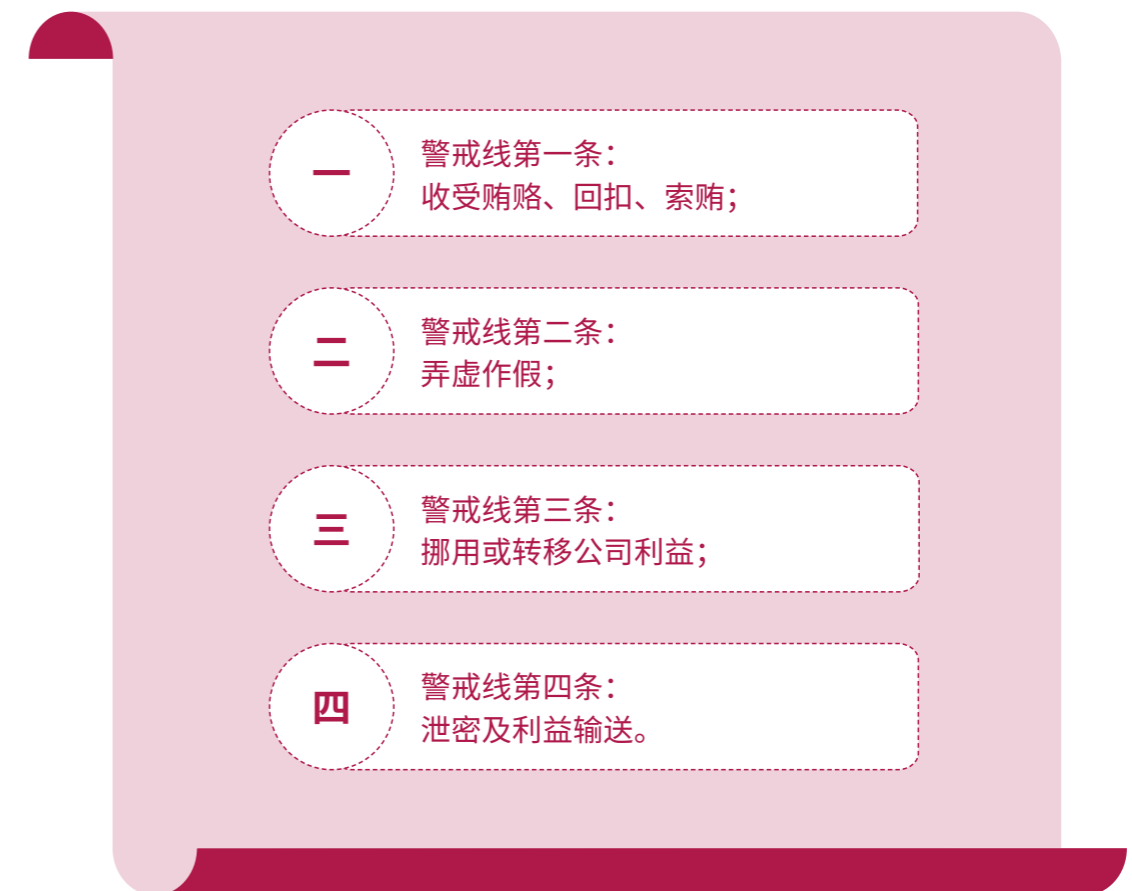 一
警戒线第一条：
收受贿赂、回扣、索贿；
二
警戒线第二条：
弄虚作假；
三
警戒线第三条：
挪用或转移公司利益；
四
警戒线第四条：
泄密及利益输送。